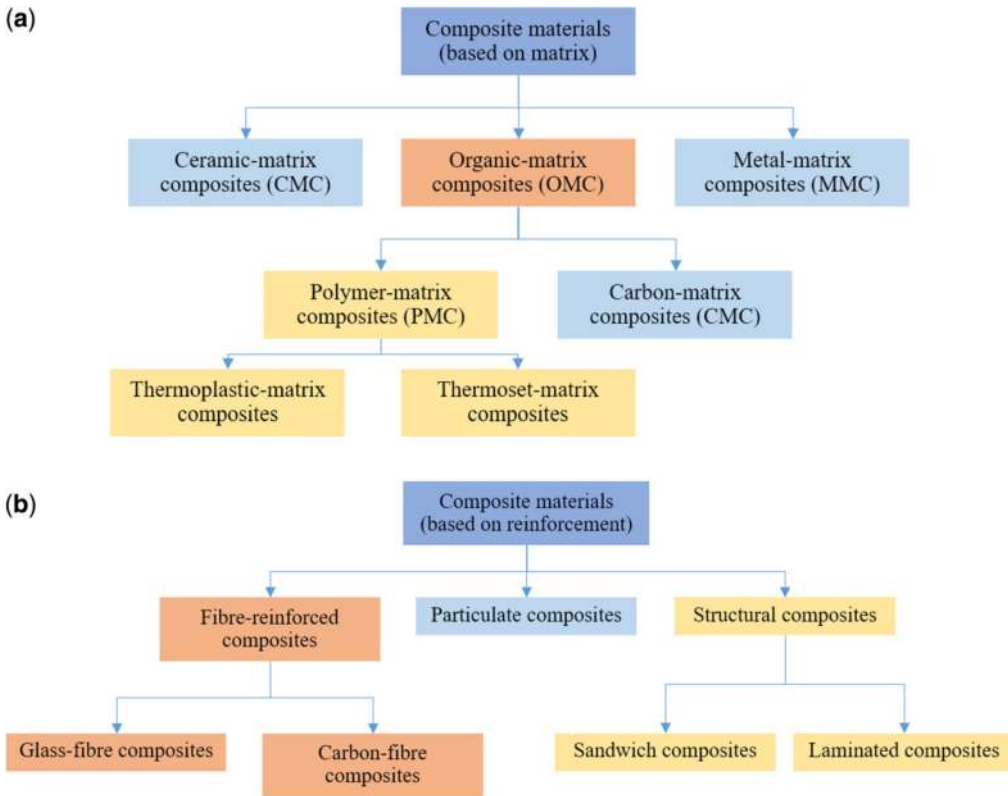 (a)
Composite materials
(based on matrix)
Ceramic-matrix
composites (CMC)
Organic-matrix
composites (OMC)
Metal-matrix
composites (MMC)
Polymer-matrix
composites (PMC)
Carbon-matrix
composites (CMC)
Thermoplastic-matrix
composites
Thermoset-matrix
composites
(b)
Composite materials
(based on reinforcement)
Fibre-reinforced
composites
Particulate composites
Structural composites
Glass-fibre composites
Carbon-fibre
composites
Sandwich composites
Laminated composites